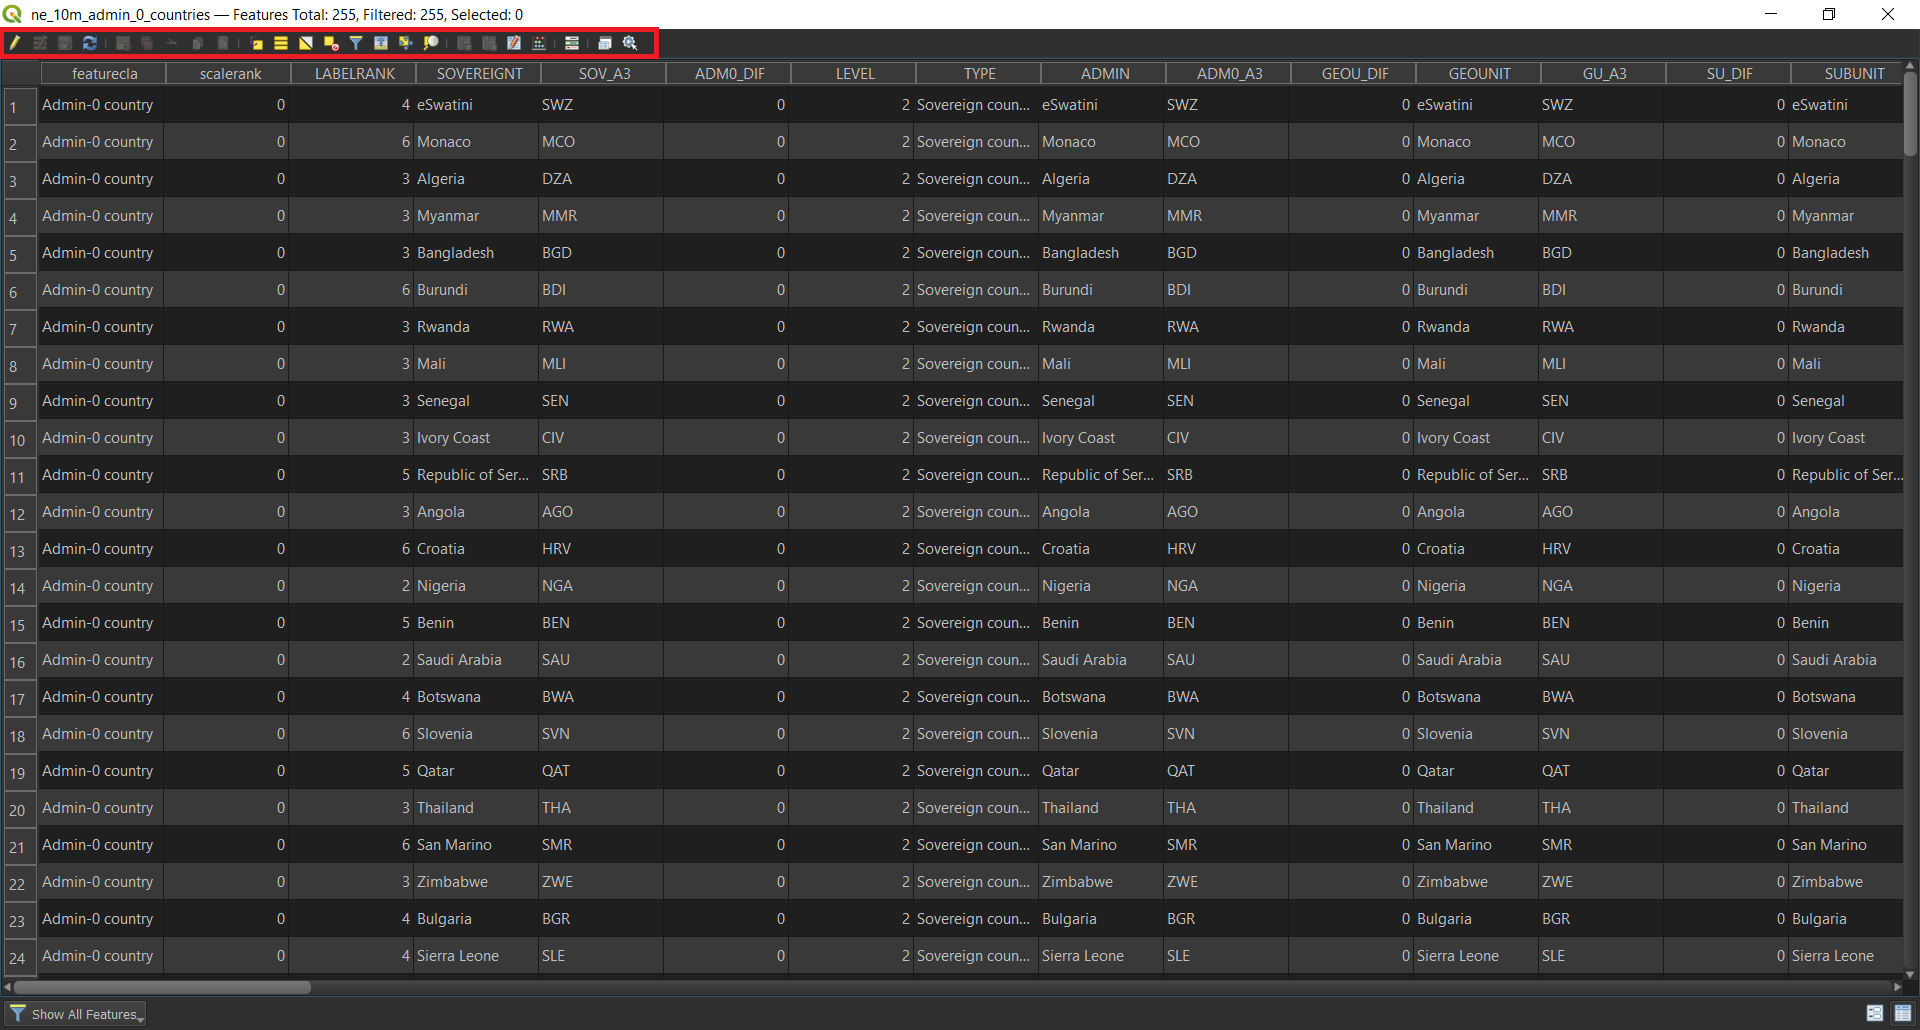 ne_10m_admin_0_countries — Features Total: 255, Filtered: 255, Selected: 0
featurecla scalerank LABELRANK SOVEREIGNT SOV_A3 ADM0_DIF LEVEL TYPE ADMIN ADM0_A3 GEOU_DIF GEOUNIT GU_A3 SU_DIF SUBUNIT
1 Admin-0 country 0 4 eSwatini SWZ 0 2 Sovereign coun... eSwatini SWZ 0 eSwatini SWZ 0 eSwatini
2 Admin-0 country 0 6 Monaco MCO 0 2 Sovereign coun... Monaco MCO 0 Monaco MCO 0 Monaco
3 Admin-0 country 0 3 Algeria DZA 0 2 Sovereign coun... Algeria DZA 0 Algeria DZA 0 Algeria
4 Admin-0 country 0 3 Myanmar MMR 0 2 Sovereign coun... Myanmar MMR 0 Myanmar MMR 0 Myanmar
5 Admin-0 country 0 3 Bangladesh BGD 0 2 Sovereign coun... Bangladesh BGD 0 Bangladesh BGD 0 Bangladesh
6 Admin-0 country 0 6 Burundi BDI 0 2 Sovereign coun... Burundi BDI 0 Burundi BDI 0 Burundi
7 Admin-0 country 0 3 Rwanda RWA 0 2 Sovereign coun... Rwanda RWA 0 Rwanda RWA 0 Rwanda
8 Admin-0 country 0 3 Mali MLI 0 2 Sovereign coun... Mali MLI 0 Mali MLI 0 Mali
9 Admin-0 country 0 3 Senegal SEN 0 2 Sovereign coun... Senegal SEN 0 Senegal SEN 0 Senegal
10 Admin-0 country 0 3 Ivory Coast CIV 0 2 Sovereign coun... Ivory Coast CIV 0 Ivory Coast CIV 0 Ivory Coast
11 Admin-0 country 0 5 Republic of Ser... SRB 0 2 Sovereign coun... Republic of Ser... SRB 0 Republic of Ser... SRB 0 Republic of Ser...
12 Admin-0 country 0 3 Angola AGO 0 2 Sovereign coun... Angola AGO 0 Angola AGO 0 Angola
13 Admin-0 country 0 6 Croatia HRV 0 2 Sovereign coun... Croatia HRV 0 Croatia HRV 0 Croatia
14 Admin-0 country 0 2 Nigeria NGA 0 2 Sovereign coun... Nigeria NGA 0 Nigeria NGA 0 Nigeria
15 Admin-0 country 0 5 Benin BEN 0 2 Sovereign coun... Benin BEN 0 Benin BEN 0 Benin
16 Admin-0 country 0 2 Saudi Arabia SAU 0 2 Sovereign coun... Saudi Arabia SAU 0 Saudi Arabia SAU 0 Saudi Arabia
17 Admin-0 country 0 4 Botswana BWA 0 2 Sovereign coun... Botswana BWA 0 Botswana BWA 0 Botswana
18 Admin-0 country 0 6 Slovenia SVN 0 2 Sovereign coun... Slovenia SVN 0 Slovenia SVN 0 Slovenia
19 Admin-0 country 0 5 Qatar QAT 0 2 Sovereign coun... Qatar QAT 0 Qatar QAT 0 Qatar
20 Admin-0 country 0 3 Thailand THA 0 2 Sovereign coun... Thailand THA 0 Thailand THA 0 Thailand
21 Admin-0 country 0 6 San Marino SMR 0 2 Sovereign coun... San Marino SMR 0 San Marino SMR 0 San Marino
22 Admin-0 country 0 3 Zimbabwe ZWE 0 2 Sovereign coun... Zimbabwe ZWE 0 Zimbabwe ZWE 0 Zimbabwe
23 Admin-0 country 0 4 Bulgaria BGR 0 2 Sovereign coun... Bulgaria BGR 0 Bulgaria BGR 0 Bulgaria
24 Admin-0 country 0 4 Sierra Leone SLE 0 2 Sovereign coun... Sierra Leone SLE 0 Sierra Leone SLE 0 Sierra Leone
Show All Features